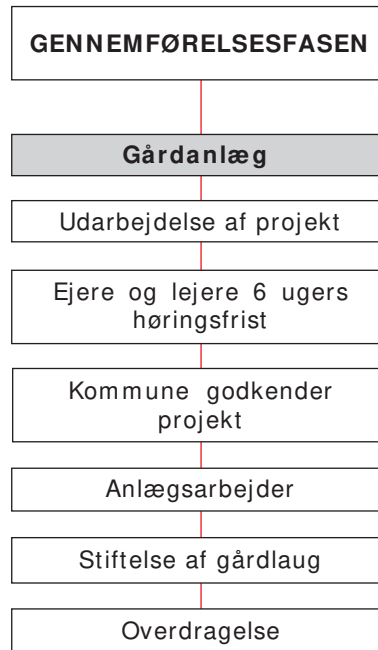 GENNEMFØRELSESFASEN
Gårdanlæg
Udarbejdelse af projekt
Ejere og lejere 6 ugers
høringsfrist
Kommune godkender
projekt
Anlægsarbejder
Stiftelse af gårdlaug
Overdragelse